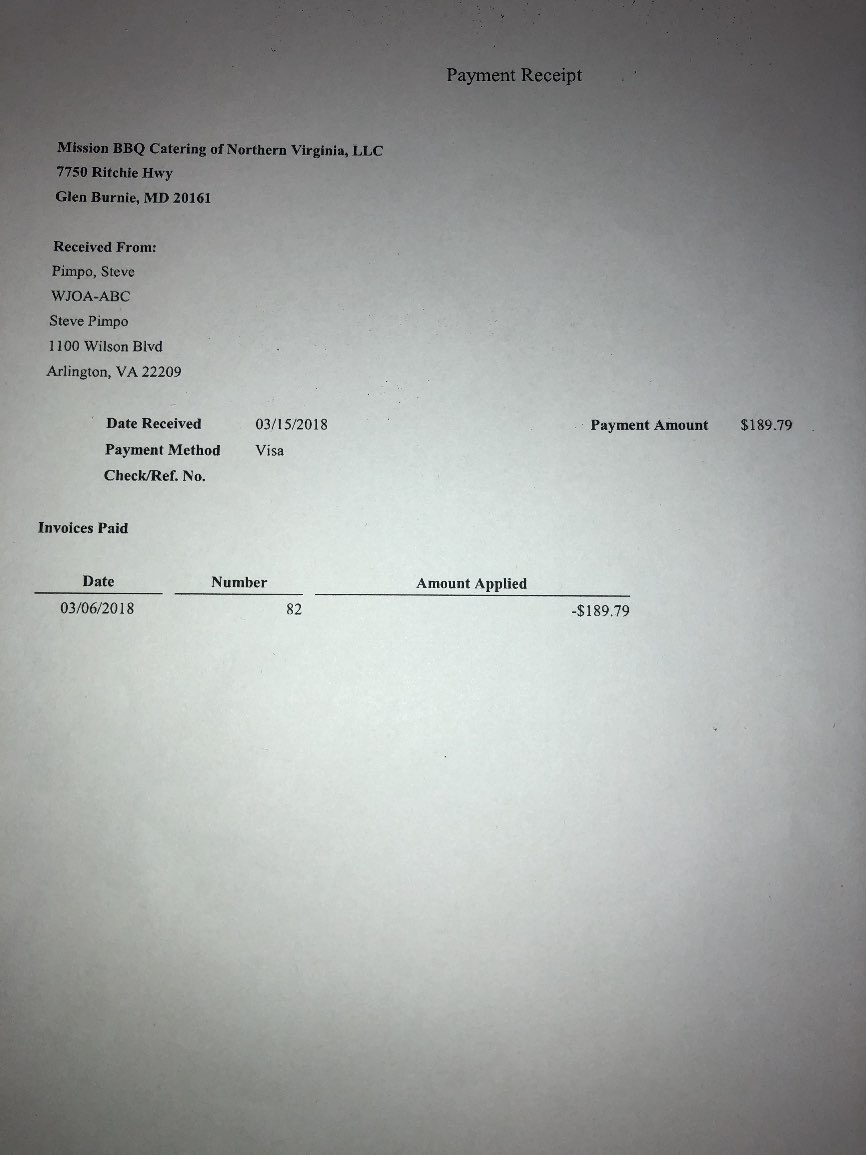 Payment Receipt
Mission BBQ Catering of Northern Virginia, LLC
7750 Ritchie Hwy
Glen Burnie, MD 20161
Received From:
Pimpo, Steve
WJOA-ABC
Steve Pimpo
1100 Wilson Blvd
Arlington, VA 22209
Date Received 03/15/2018 Payment Amount $189.79
Payment Method Visa
Check/Ref. No.
Invoices Paid
Date Number Amount Applied
03/06/2018 82 -$189.79